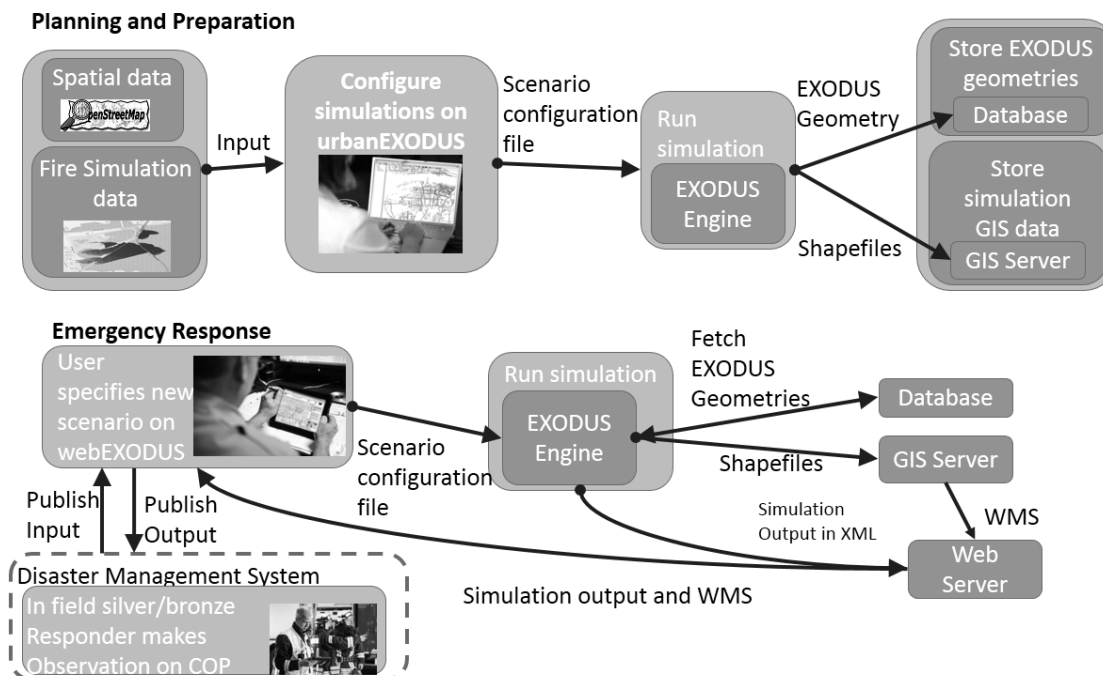 Planning and Preparation
Spatial data
penStreetMap
Fire Simulation
data
Input
Configure
simulations on
urbanEXODUS
Scenario
configuration
file
Run
simulation
EXODUS
Engine
EXODUS
Geometry
Shapefiles
Store EXODUS
geometries
Database
Store
simulation
GIS data
GIS Server
Emergency Response
User
specifies new
scenario on
webEXODUS
Scenario
configuration
file
Run simulation
EXODUS
Engine
Fetch
EXODUS
Geometries
Database
Shapefiles
GIS Server
WMS
Simulation
Output in XML
Web
Server
Simulation output and WMS
Publish
Input
Publish
Output
Disaster Management System
In field silver/bronze
Responder makes
Observation on COP